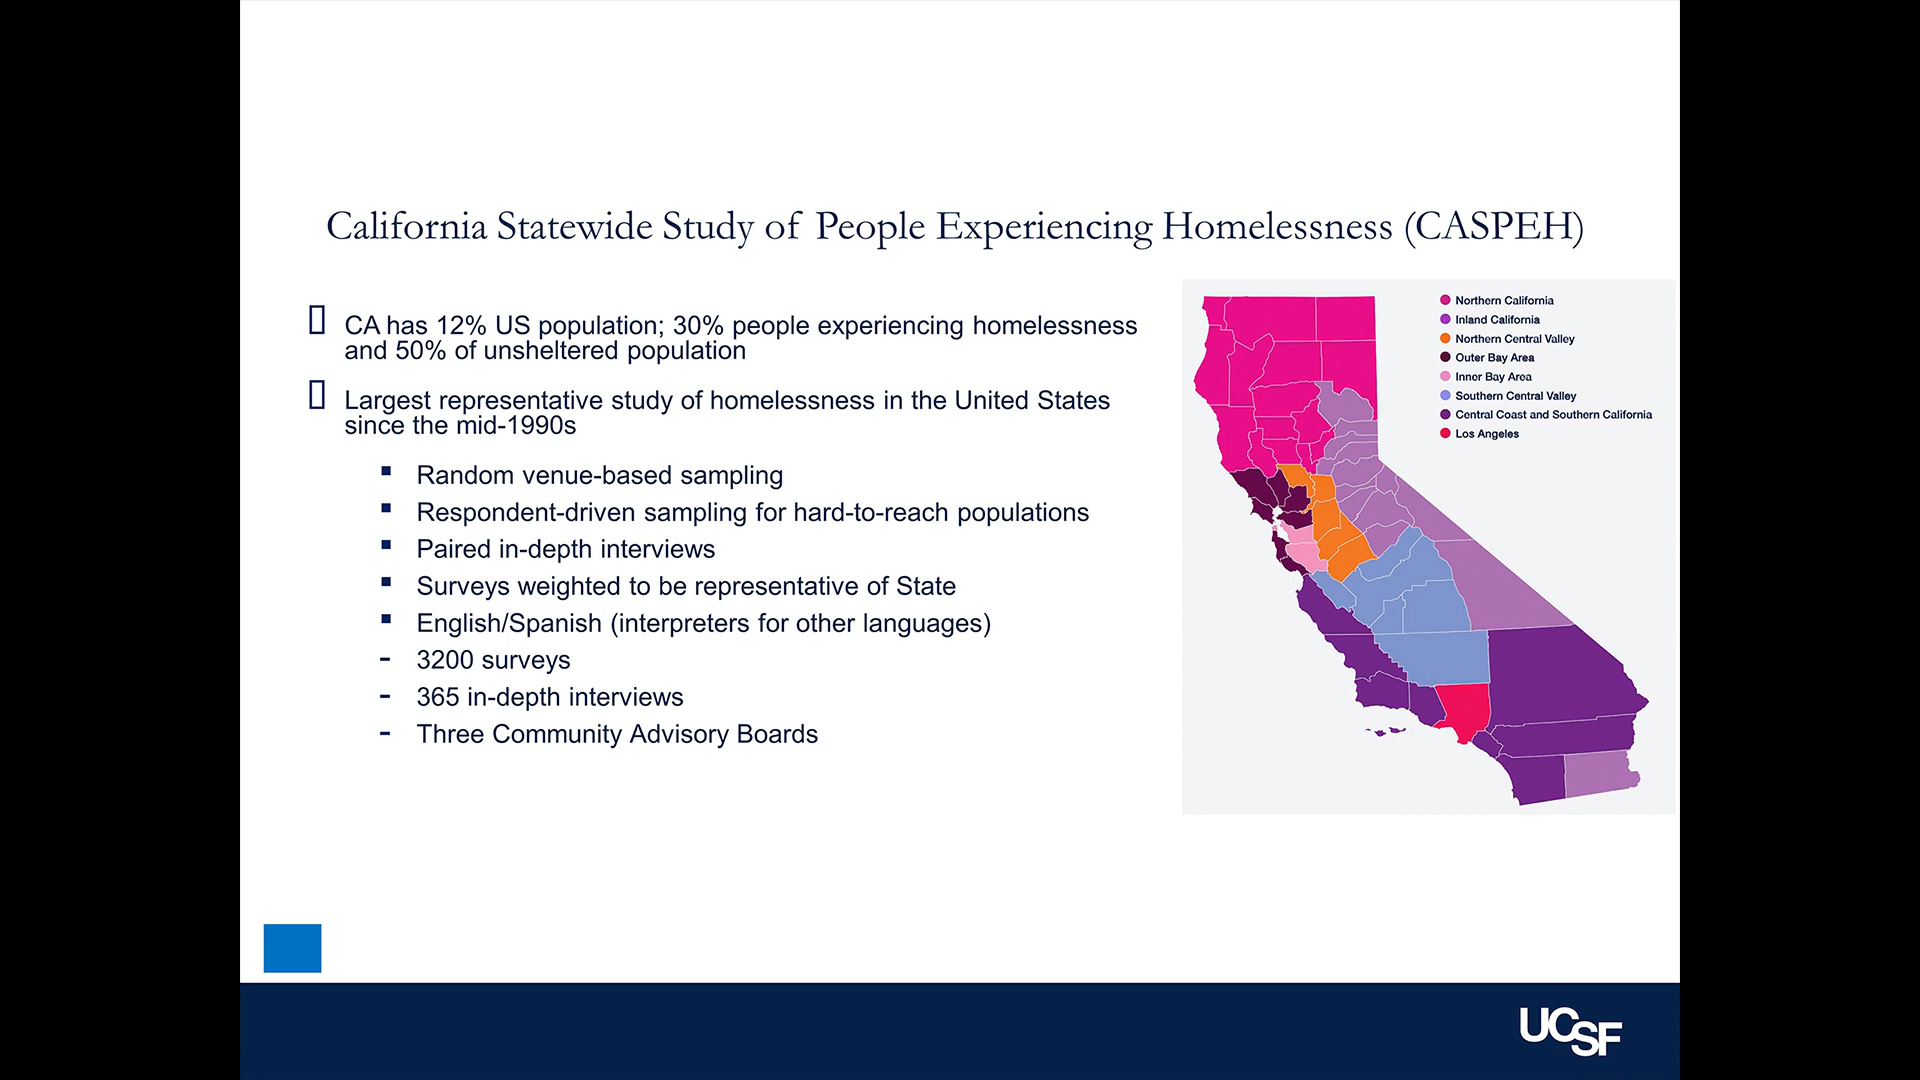 California Statewide Study of People Experiencing Homelessness (CASPEH)
CA has 12% US population; 30% people experiencing homelessness
and 50% of unsheltered population
Largest representative study of homelessness in the United States
since the mid-1990s
Random venue-based sampling
Respondent-driven sampling for hard-to-reach populations
Paired in-depth interviews
Surveys weighted to be representative of State
English/Spanish (interpreters for other languages)
- 3200 surveys
- 365 in-depth interviews
- Three Community Advisory Boards
Northern California
Inland California
Northern Central Valley
Outer Bay Area
Inner Bay Area
Southern Central Valley
Central Coast and Southern California
Los Angeles
UCSF